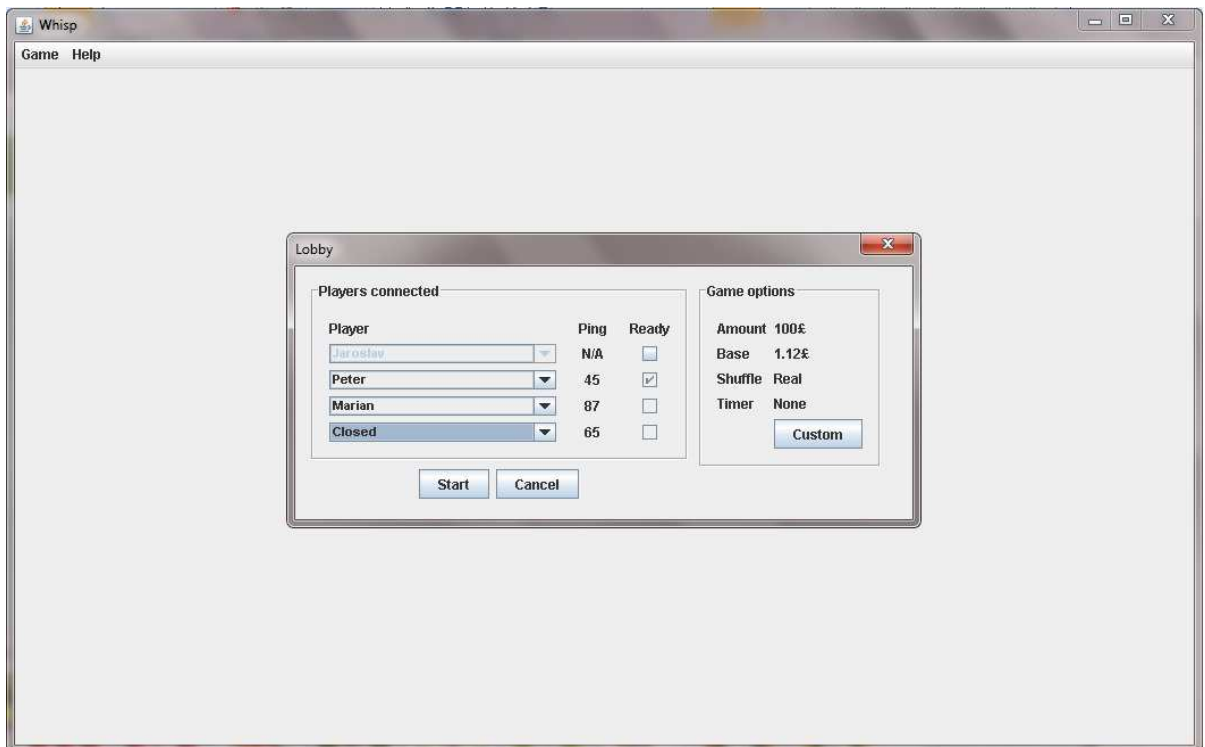 Whisp
Game Help
Lobby
Players connected
Player Ping Ready
Jaroslav N/A
Peter 45
Marian 87
Closed 65
Start Cancel
Game options
Amount 100£
Base 1.12£
Shuffle Real
Timer None
Custom